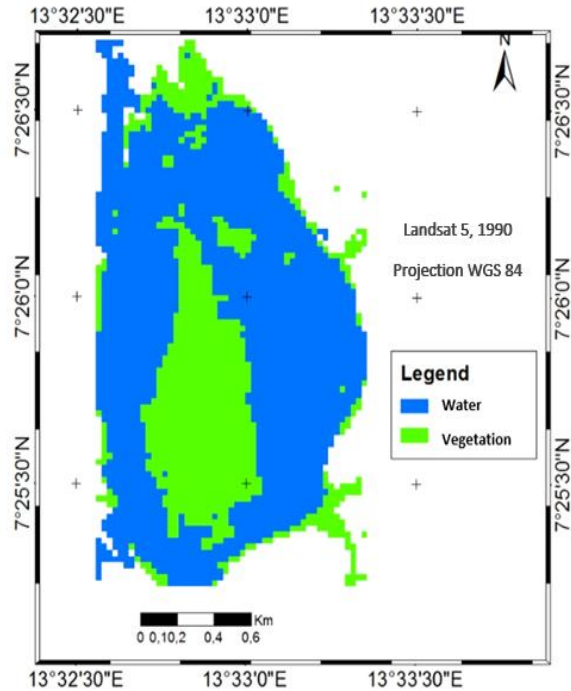 13°32'30"E 13°33'0"E 13°33'30"E
N
7°26'30"N 7°26'30"N
Landsat 5, 1990
Projection WGS 84
7°26'0"N 7°26'0"N
Legend
Water
Vegetation
7°25'30"N 7°25'30"N
Km
0 0,10,2 0,4 0,6
13°32'30"E 13°33'0"E 13°33'30"E